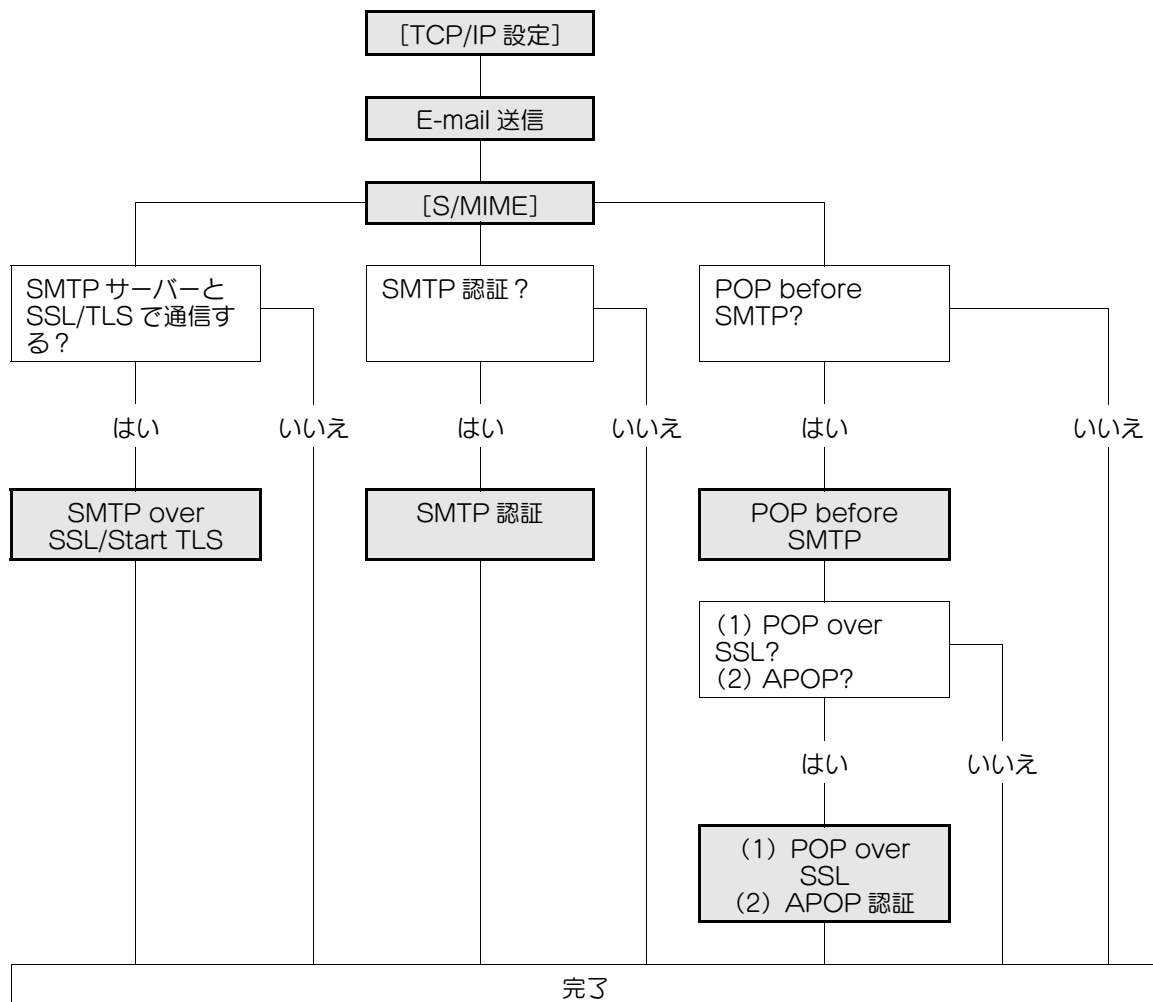 [TCP/IP 設定]
E-mail 送信
[S/MIME]
SMTP サーバーと
SSL/TLS で通信す
る？
SMTP 認証？
POP before
SMTP?
はい
いいえ
はい
いいえ
はい
いいえ
SMTP over
SSL/Start TLS
SMTP 認証
POP before
SMTP
(1) POP over
SSL?
(2) APOP?
はい
いいえ
(1) POP over
SSL
(2) APOP 認証
完了